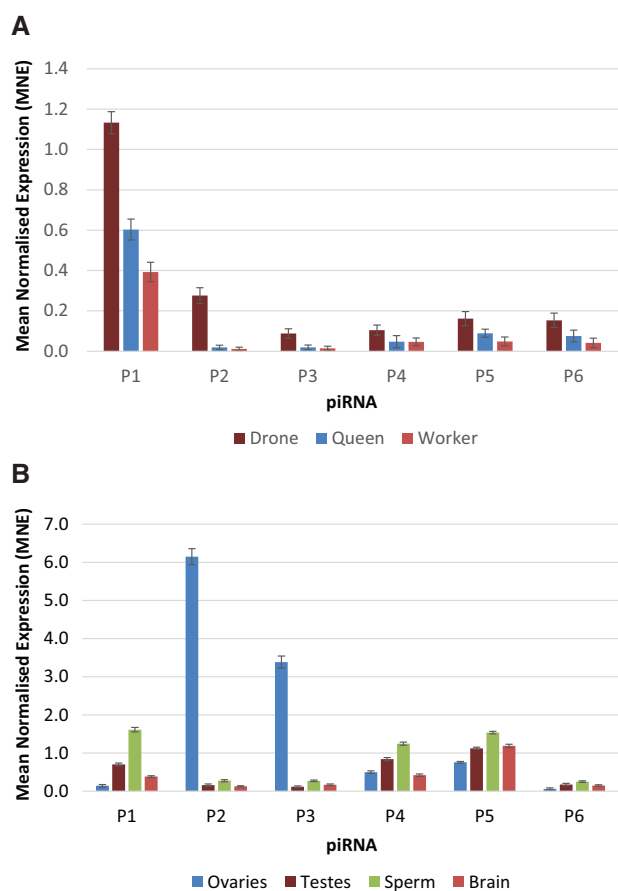 A
Mean Normalised Expression (MNE)
1.4
1.2
1.0
0.8
0.6
0.4
0.2
0.0
P1 P2 P3 P4 P5 P6
piRNA
Drone Queen Worker
B
Mean Normalised Expression (MNE)
7.0
6.0
5.0
4.0
3.0
2.0
1.0
0.0
P1 P2 P3 P4 P5 P6
piRNA
Ovaries Testes Sperm Brain